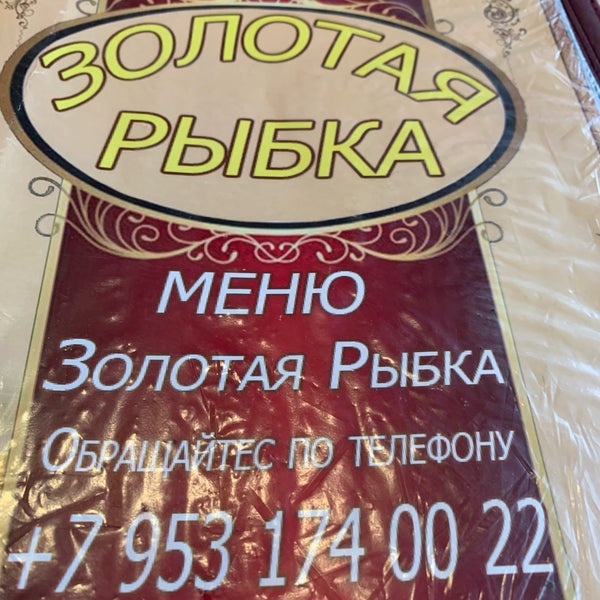 ЗОЛОТАЯ
РЫБКА
МЕНЮ
ЗОЛОТАЯ РЫБКА
ОБРАЩАЙТЕС ПО ТЕЛЕФОНУ
+7 953 174 00 22